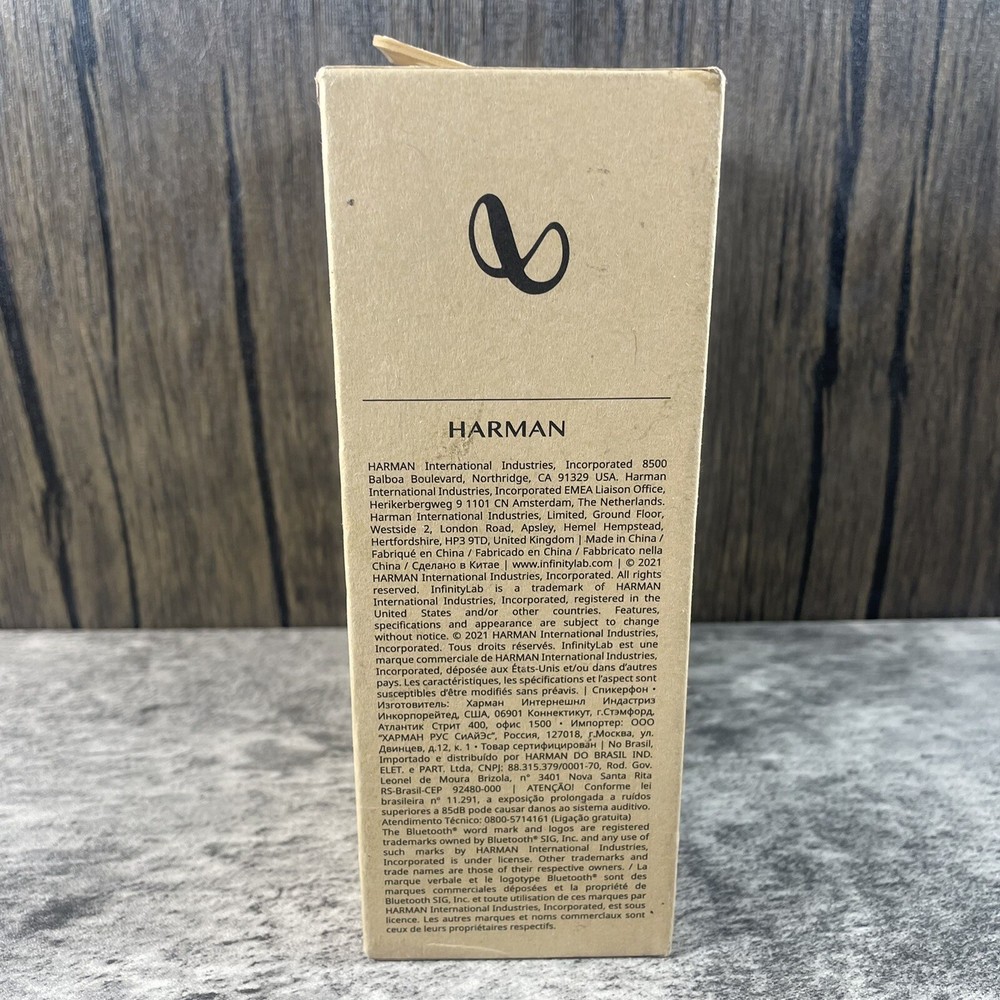 HARMAN
HARMAN International Industries, Incorporated 8500
Balboa Boulevard, Northridge, CA 91329 USA. Harman
International Industries, Incorporated EMEA Liaison Office,
Herikerbergweg 9 1101 CN Amsterdam, The Netherlands.
Harman International Industries, Limited, Ground Floor,
Westside 2, London Road, Apsley, Hemel Hempstead,
Hertfordshire, HP3 9TD, United Kingdom | Made in China /
Fabriqué en China / Fabricado en China / Fabbricato nella
China / Сделано в Китае | www.infinitylab.com | © 2021
HARMAN International Industries, Incorporated. All rights
reserved. InfinityLab is a trademark of HARMAN
International Industries, Incorporated, registered in the
United States and/or other countries. Features,
specifications and appearance are subject to change
without notice. © 2021 HARMAN International Industries,
Incorporated. Tous droits réservés. InfinityLab est une
marque commerciale de HARMAN International Industries,
Incorporated, déposée aux États-Unis et/ou dans d'autres
pays. Les caractéristiques, les spécifications et l'aspect sont
susceptibles d'être modifiés sans préavis. | Спикерфон •
Изготовитель: Харман Интернешнл Индастриз
Инкорпорейтед, США, 06901 Коннектикут, г.Стэмфорд,
Атлантик Стрит 400, офис 1500 • Импортер: ООО
"ХАРМАН РУС СиАйЭс", Россия, 127018, г.Москва, ул.
Двинцев, д.12, к. 1 • Товар сертифицирован | No Brasil,
Importado e distribuído por HARMAN DO BRASIL IND.
ELET. e PART. Ltda, CNPJ: 88.315.379/0001-70, Rod. Gov.
Leonel de Moura Brizola, n° 3401 Nova Santa Rita
RS-Brasil-CEP 92480-000 | ATENÇÃO! Conforme lei
brasileira n° 11.291, a exposição prolongada a ruídos
superiores a 85dB pode causar danos ao sistema auditivo.
Atendimento Técnico: 0800-5714161 (Ligação gratuita)
The Bluetooth® word mark and logos are registered
trademarks owned by Bluetooth® SIG, Inc. and any use of
such marks by HARMAN International Industries,
Incorporated is under license. Other trademarks and
trade names are those of their respective owners. / La
marque verbale et le logotype Bluetooth® sont des
marques commerciales déposées et la propriété de
Bluetooth SIG, Inc. et toute utilisation de ces marques par
HARMAN International Industries, Incorporated, est sous
licence. Les autres marques et noms commerciaux sont
ceux de leurs propriétaires respectifs.